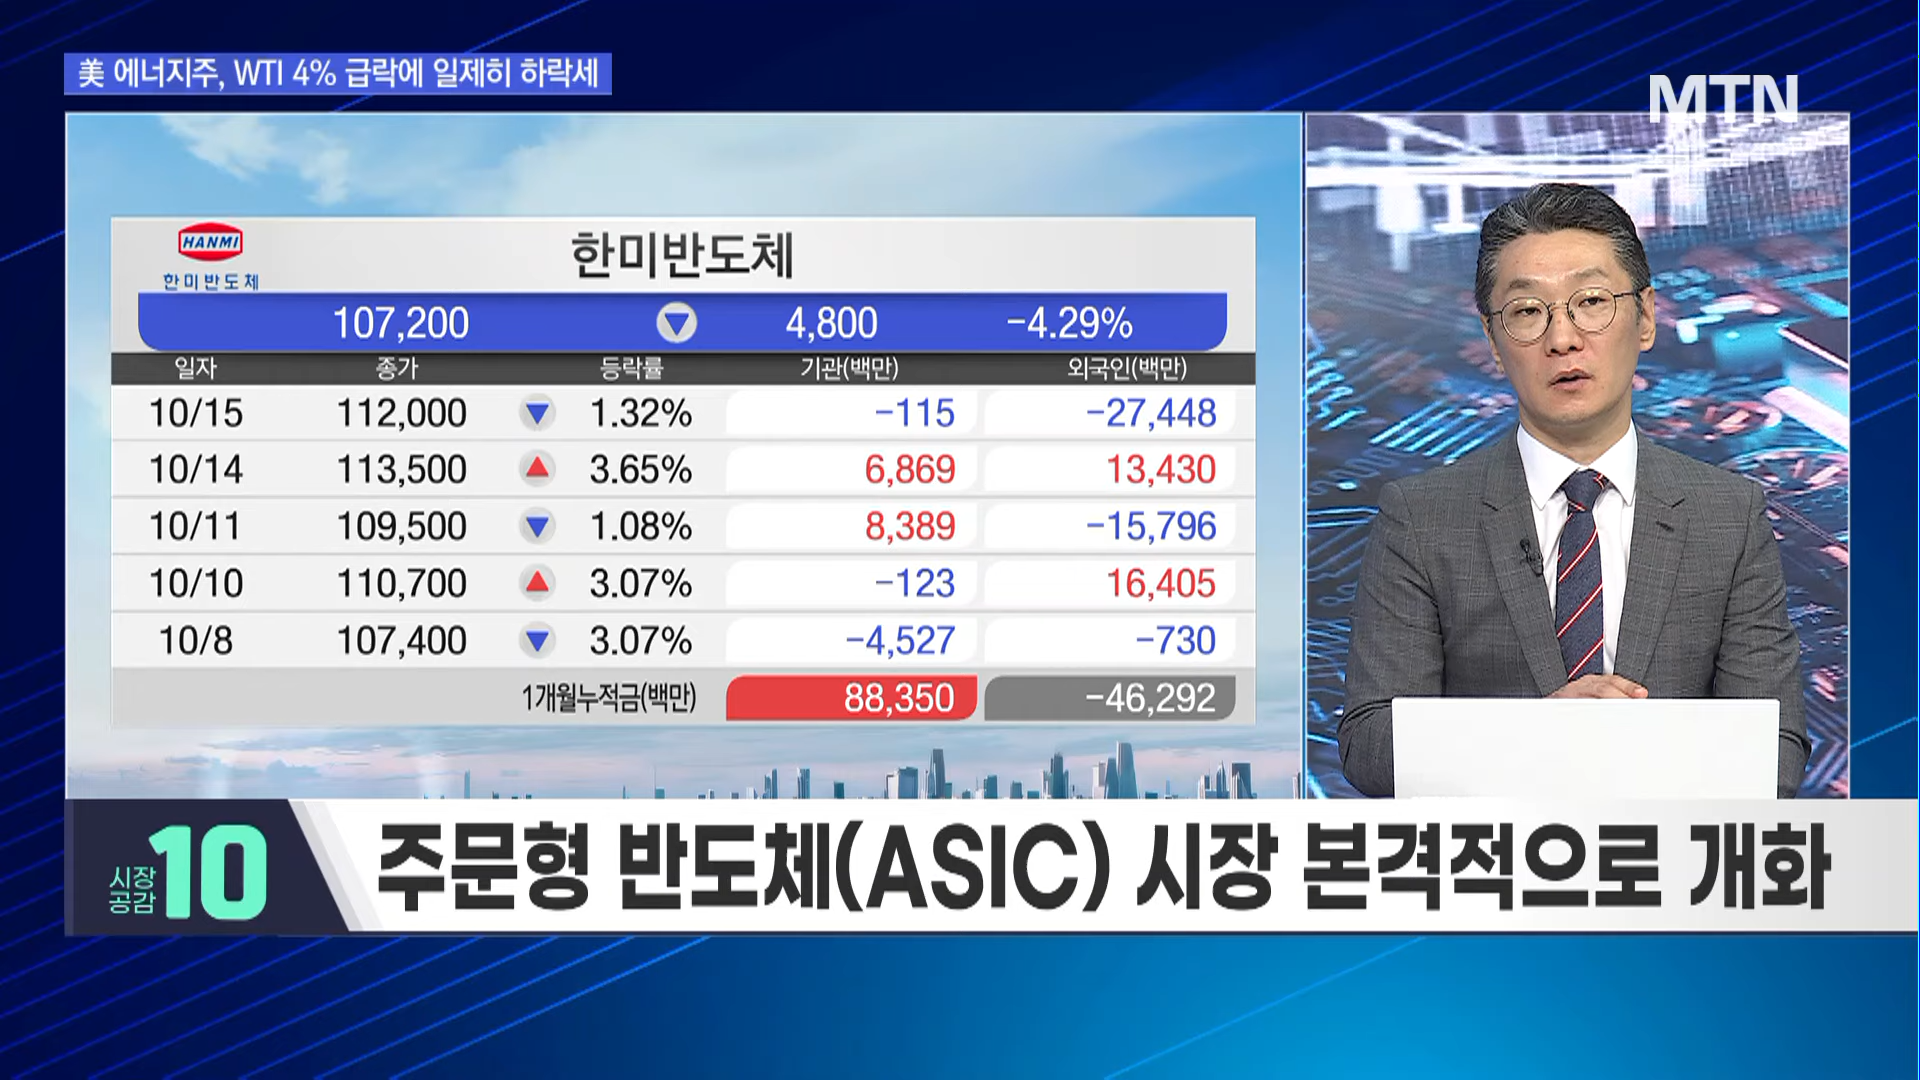 美 에너지주, WTI 4% 급락에 일제히 하락세
MTN
HANMI
한미반도체
한미반도체
107,200 ▼ 4,800 -4.29%
일자 종가 등락률 기관(백만) 외국인(백만)
10/15 112,000 ▼ 1.32% -115 -27,448
10/14 113,500 ▲ 3.65% 6,869 13,430
10/11 109,500 ▼ 1.08% 8,389 -15,796
10/10 110,700 ▲ 3.07% -123 16,405
10/8 107,400 ▼ 3.07% -4,527 -730
1개월누적금(백만) 88,350 -46,292
시장공감 10
주문형 반도체(ASIC) 시장 본격적으로 개화